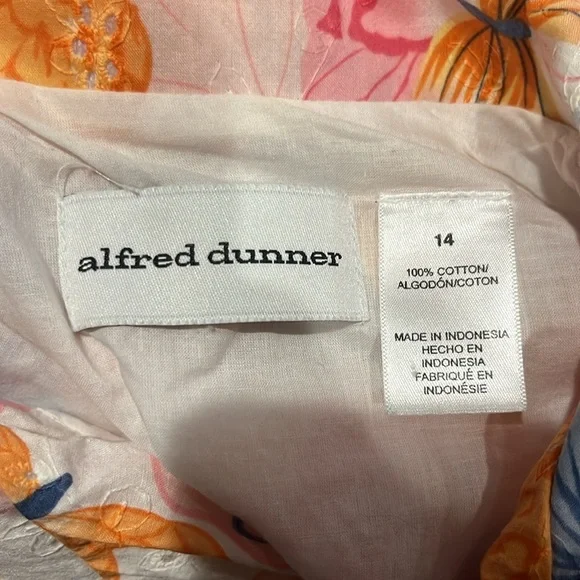 alfred dunner
14
100% COTTON/
ALGODÓN/COTON
MADE IN INDONESIA
HECHO EN
INDONESIA
FABRIQUÉ EN
INDONÉSIE